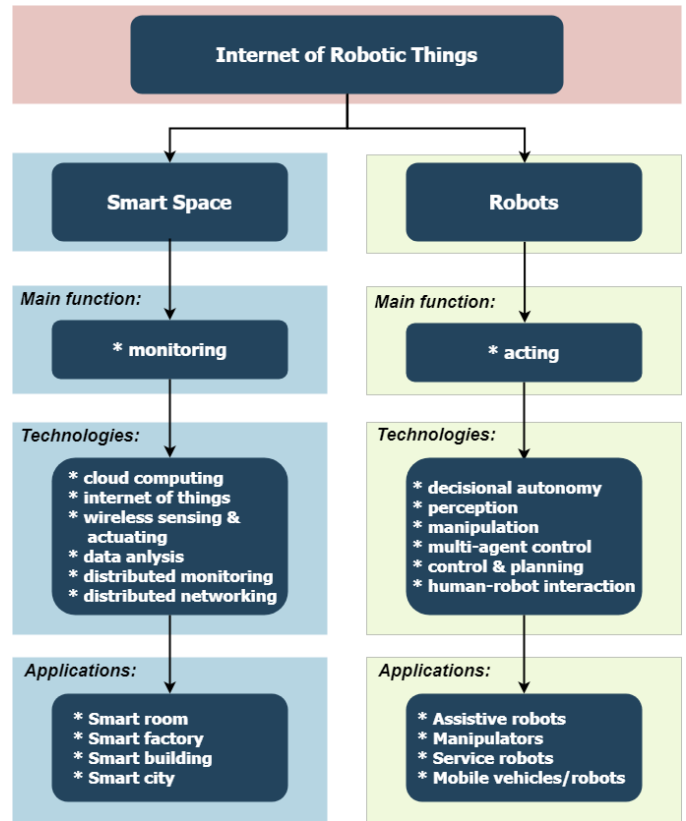 Internet of Robotic Things
Smart Space
Main function:
* monitoring
Technologies:
* cloud computing
* internet of things
* wireless sensing &
actuating
* data anlysis
* distributed monitoring
* distributed networking
Applications:
* Smart room
* Smart factory
* Smart building
* Smart city
Robots
Main function:
* acting
Technologies:
* decisional autonomy
* perception
* manipulation
* multi-agent control
* control & planning
* human-robot interaction
Applications:
* Assistive robots
* Manipulators
* Service robots
* Mobile vehicles/robots